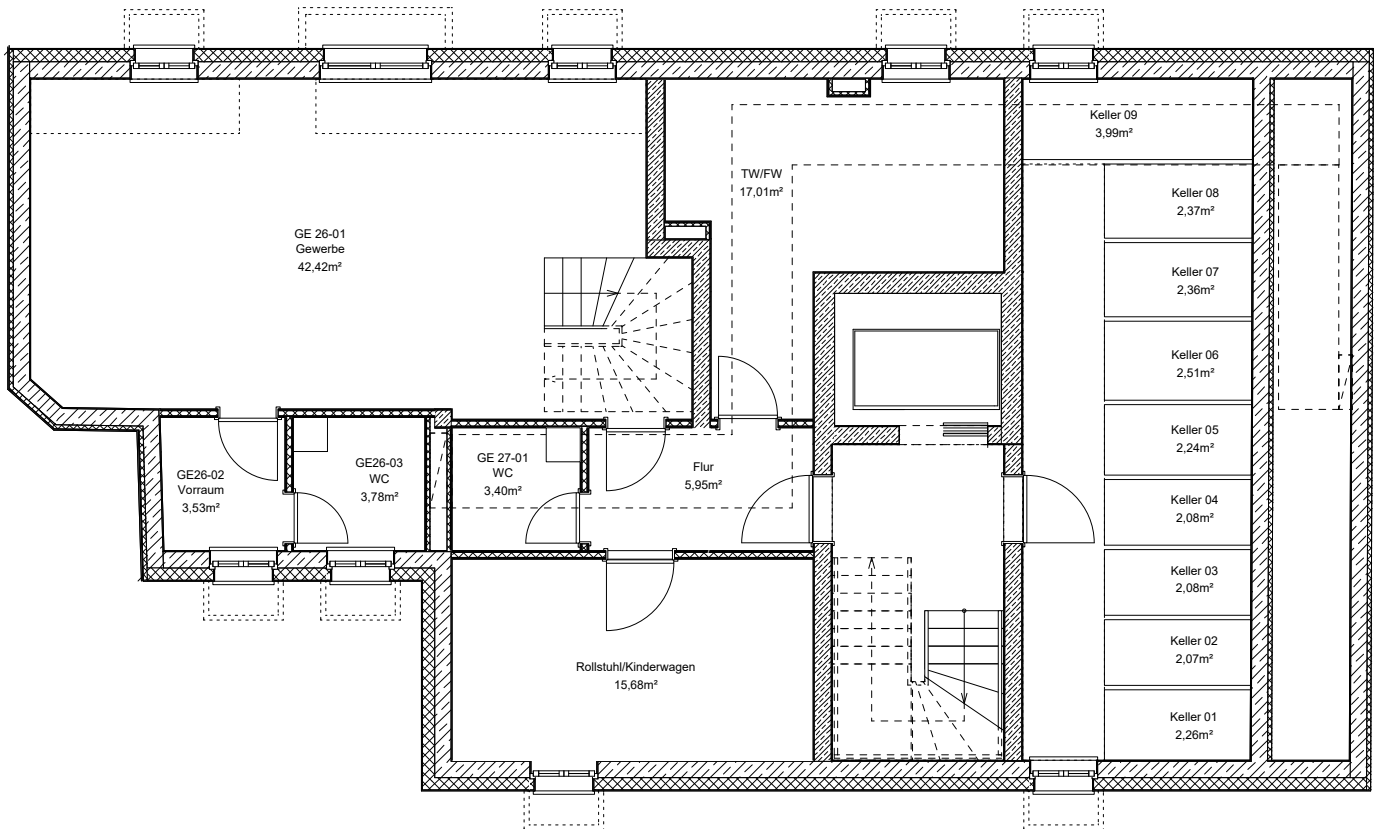 GE 26-01
Gewerbe
42,42m²
TW/FW
17,01m²
Keller 09
3,99m²
Keller 08
2,37m²
Keller 07
2,36m²
Keller 06
2,51m²
Keller 05
2,24m²
Keller 04
2,08m²
Keller 03
2,08m²
Keller 02
2,07m²
Keller 01
2,26m²
GE26-02
Vorraum
3,53m²
GE26-03
WC
3,78m²
GE 27-01
WC
3,40m²
Flur
5,95m²
Rollstuhl/Kinderwagen
15,68m²